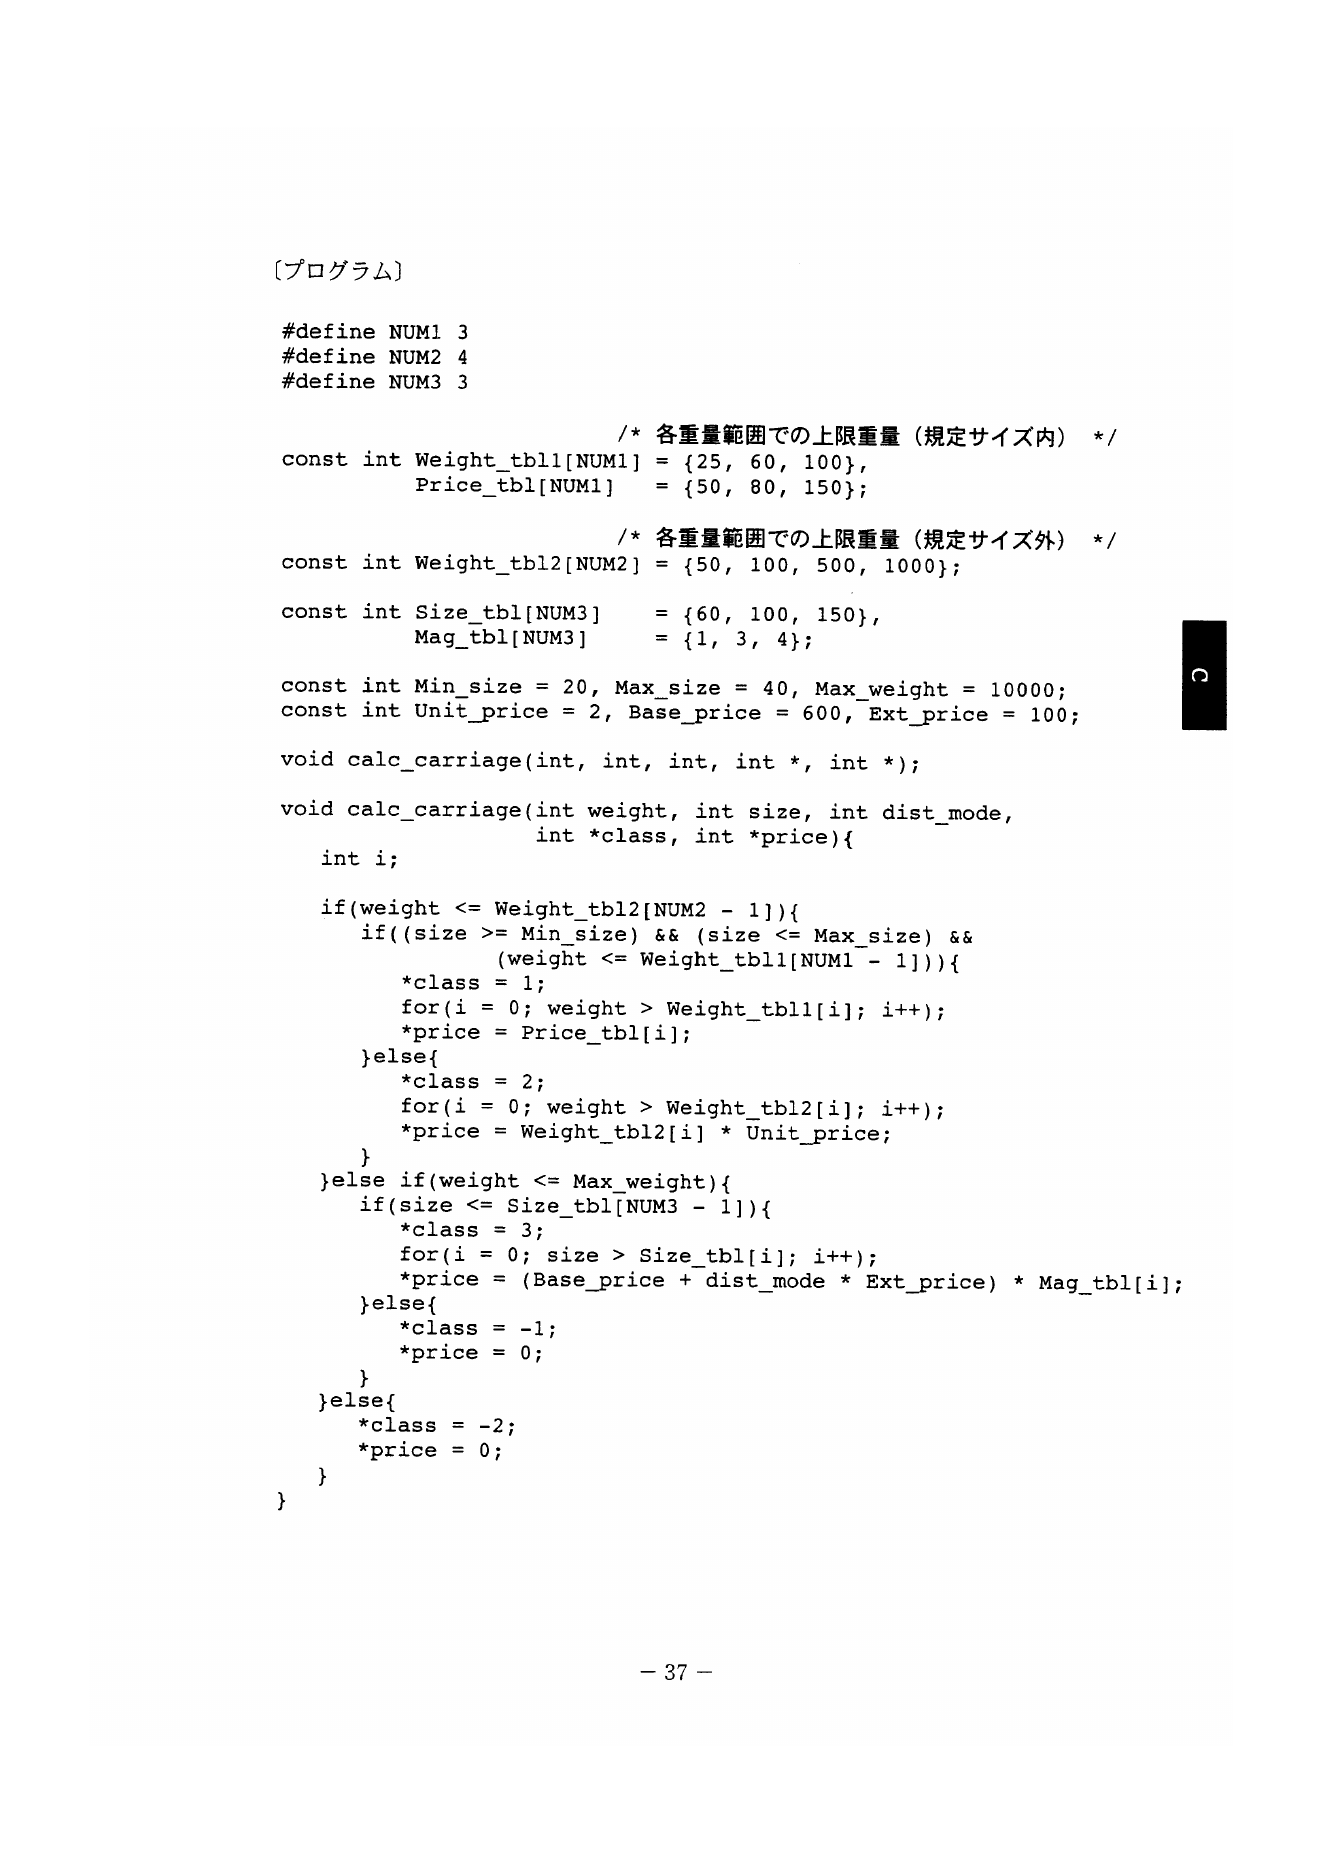 〔プログラム〕
#define NUM1 3
#define NUM2 4
#define NUM3 3
/* 各重量範囲での上限重量（規定サイズ内） */
const int Weight_tbl1[NUM1] = {25, 60, 100},
Price_tbl[NUM1] = {50, 80, 150};
/* 各重量範囲での上限重量（規定サイズ外） */
const int Weight_tbl2[NUM2] = {50, 100, 500, 1000};
const int Size_tbl[NUM3] = {60, 100, 150},
Mag_tbl[NUM3] = {1, 3, 4};
const int Min_size = 20, Max_size = 40, Max_weight = 10000;
const int Unit_price = 2, Base_price = 600, Ext_price = 100;
void calc_carriage(int, int, int, int *, int *);
void calc_carriage(int weight, int size, int dist_mode,
int *class, int *price){
int i;
if(weight <= Weight_tbl2[NUM2 - 1]){
if((size >= Min_size) && (size <= Max_size) &&
(weight <= Weight_tbl1[NUM1 - 1])){
*class = 1;
for(i = 0; weight > Weight_tbl1[i]; i++);
*price = Price_tbl[i];
}else{
*class = 2;
for(i = 0; weight > Weight_tbl2[i]; i++);
*price = Weight_tbl2[i] * Unit_price;
}
}else if(weight <= Max_weight){
if(size <= Size_tbl[NUM3 - 1]){
*class = 3;
for(i = 0; size > Size_tbl[i]; i++);
*price = (Base_price + dist_mode * Ext_price) * Mag_tbl[i];
}else{
*class = -1;
*price = 0;
}
}else{
*class = -2;
*price = 0;
}
}
C
− 37 −